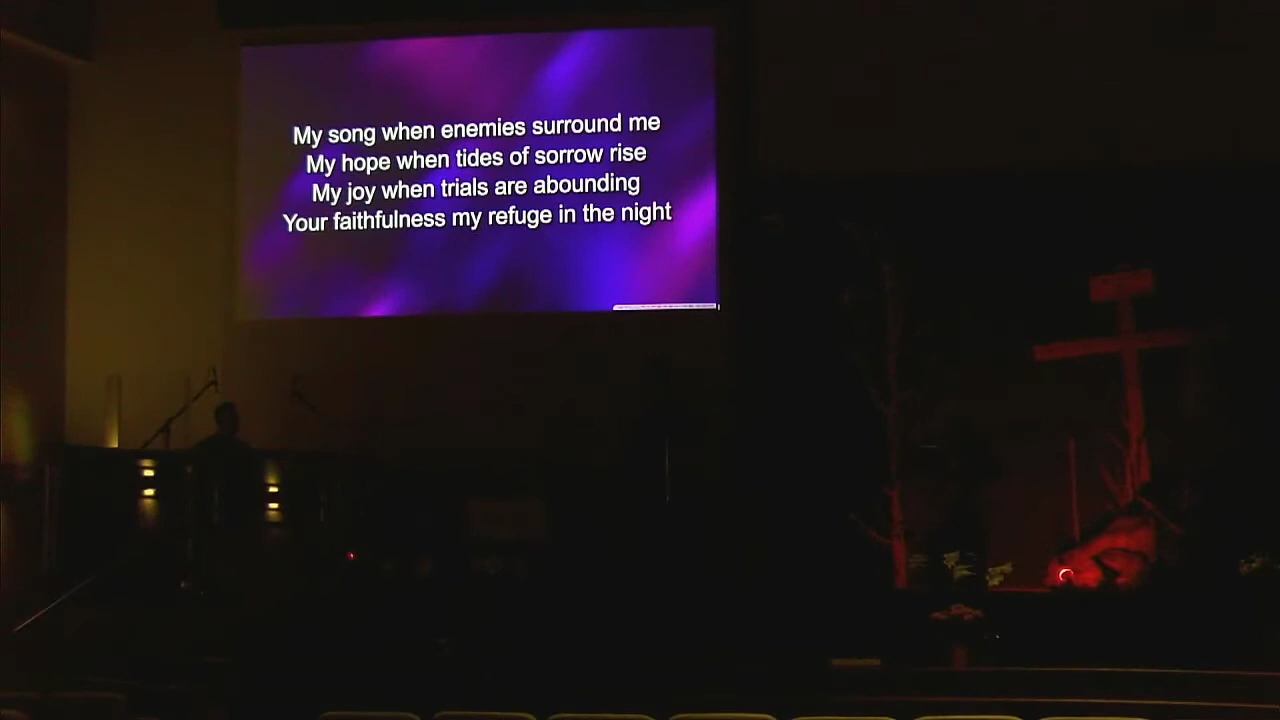 My song when enemies surround me
My hope when tides of sorrow rise
My joy when trials are abounding
Your faithfulness my refuge in the night